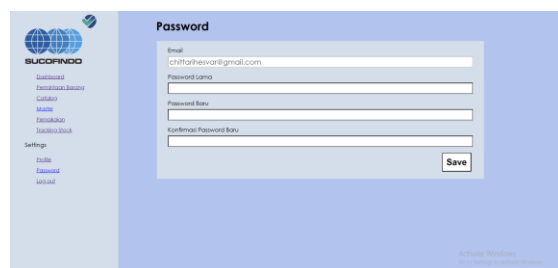 SUCOFINDO
Dashboard
Permintaan Barang
Catalog
Master
Pemakaian
Tracking Stock
Settings
Profile
Password
Logout
Password
Email
chittarihesvari@gmail.com
Password Lama
Password Baru
Konfirmasi Password Baru
Save
Activate Windows